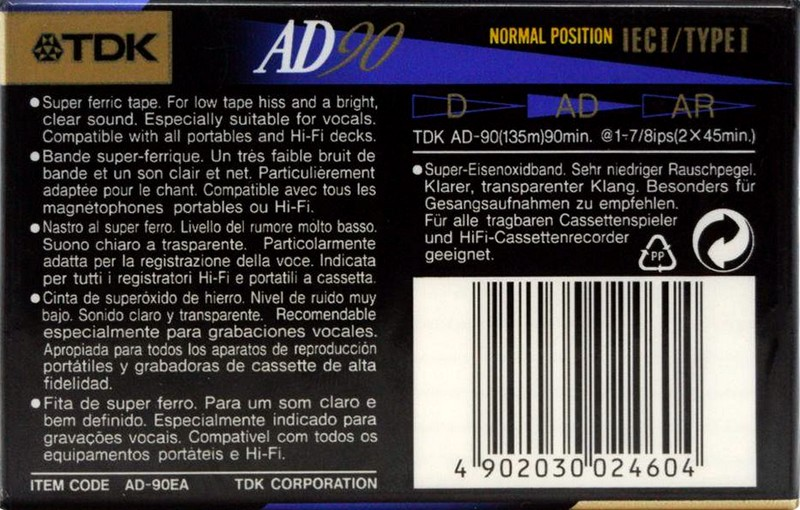 TDK
AD90
NORMAL POSITION IECI/TYPEI
●Super ferric tape. For low tape hiss and a bright,
clear sound. Especially suitable for vocals.
Compatible with all portables and Hi-Fi decks.
●Bande super-ferrique. Un très faible bruit de
bande et un son clair et net. Particulièrement
adaptée pour le chant. Compatible avec tous les
magnétophones portables ou Hi-Fi.
●Nastro al super ferro. Livello del rumore molto basso.
Suono chiaro a trasparente. Particolarmente
adatta per la registrazione della voce. Indicata
per tutti i registratori Hi-Fi e portatili a cassetta.
●Cinta de superóxido de hierro. Nivel de ruido muy
bajo. Sonido claro y transparente. Recomendable
especialmente para grabaciones vocales.
Apropiada para todos los aparatos de reproducción
portátiles y grabadoras de cassette de alta
fidelidad.
●Fita de super ferro. Para um som claro e
bem definido. Especialmente indicado para
gravações vocais. Compatível com todos os
equipamentos portáteis e Hi-Fi.
ITEM CODE AD-90EA TDK CORPORATION
D AD AR
TDK AD-90(135m)90min. @1-7/8ips(2×45min.)
●Super-Eisenoxidband. Sehr niedriger Rauschpegel.
Klarer, transparenter Klang. Besonders für
Gesangsaufnahmen zu empfehlen.
Für alle tragbaren Cassettenspieler
und HiFi-Cassettenrecorder
geeignet.
PP
4 902030 024604